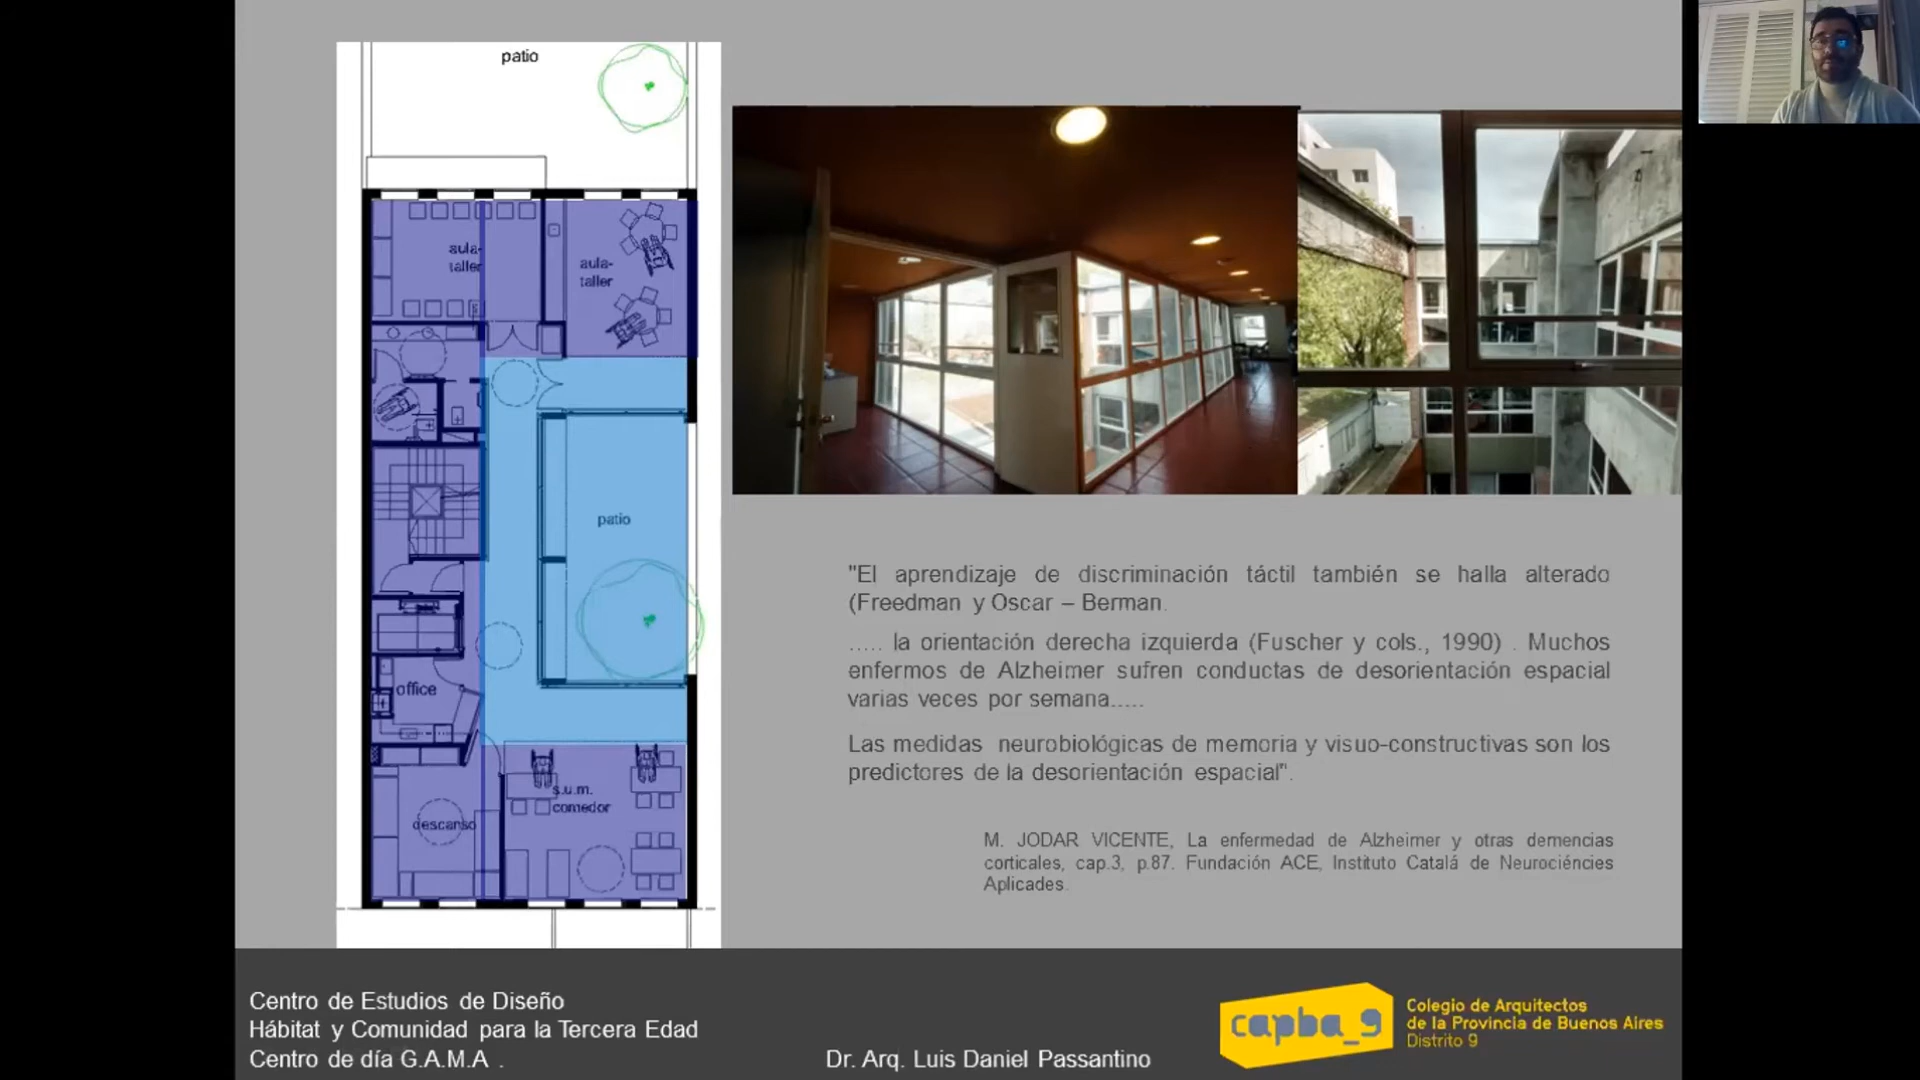 patio
aula-
taller
aula-
taller
patio
office
s.u.m.
comedor
descanso
"El aprendizaje de discriminación táctil también se halla alterado
(Freedman y Oscar – Berman.
..... la orientación derecha izquierda (Fuscher y cols., 1990) . Muchos
enfermos de Alzheimer sufren conductas de desorientación espacial
varias veces por semana.....
Las medidas neurobiológicas de memoria y visuo-constructivas son los
predictores de la desorientación espacial".
M. JODAR VICENTE, La enfermedad de Alzheimer y otras demencias
corticales, cap.3, p.87. Fundación ACE, Instituto Catalá de Neurociéncies
Aplicades.
Centro de Estudios de Diseño
Hábitat y Comunidad para la Tercera Edad
Centro de día G.A.M.A .
Dr. Arq. Luis Daniel Passantino
capba_9
Colegio de Arquitectos
de la Provincia de Buenos Aires
Distrito 9